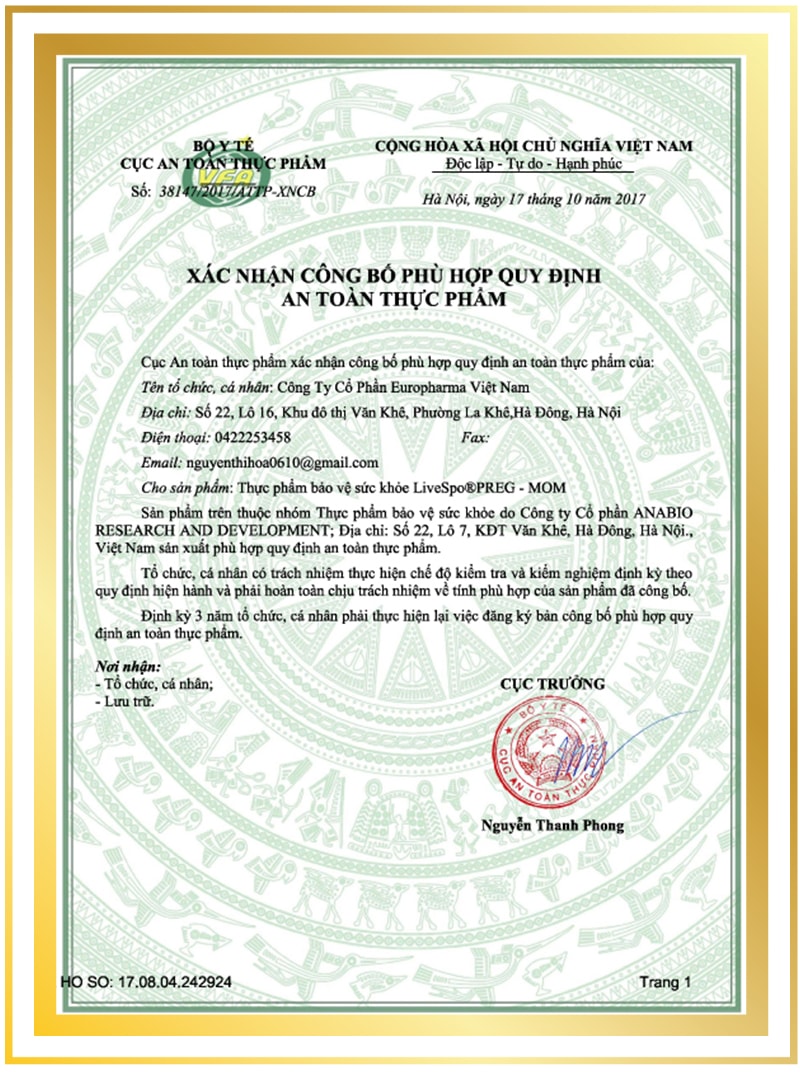 BỘ Y TẾ
CỤC AN TOÀN THỰC PHẨM
VFA
Số: 38147/2017/ATTP-XNCB
CỘNG HÒA XÃ HỘI CHỦ NGHĨA VIỆT NAM
Độc lập - Tự do - Hạnh phúc
Hà Nội, ngày 17 tháng 10 năm 2017
XÁC NHẬN CÔNG BỐ PHÙ HỢP QUY ĐỊNH
AN TOÀN THỰC PHẨM
Cục An toàn thực phẩm xác nhận công bố phù hợp quy định an toàn thực phẩm của:
Tên tổ chức, cá nhân: Công Ty Cổ Phần Europharma Việt Nam
Địa chỉ: Số 22, Lô 16, Khu đô thị Văn Khê, Phường La Khê,Hà Đông, Hà Nội
Điện thoại: 0422253458 Fax:
Email: nguyenthihoa0610@gmail.com
Cho sản phẩm: Thực phẩm bảo vệ sức khỏe LiveSpo®PREG - MOM
Sản phẩm trên thuộc nhóm Thực phẩm bảo vệ sức khỏe do Công ty Cổ phần ANABIO
RESEARCH AND DEVELOPMENT; Địa chỉ: Số 22, Lô 7, KĐT Văn Khê, Hà Đông, Hà Nội.,
Việt Nam sản xuất phù hợp quy định an toàn thực phẩm.
Tổ chức, cá nhân có trách nhiệm thực hiện chế độ kiểm tra và kiểm nghiệm định kỳ theo
quy định hiện hành và phải hoàn toàn chịu trách nhiệm về tính phù hợp của sản phẩm đã công bố.
Định kỳ 3 năm tổ chức, cá nhân phải thực hiện lại việc đăng ký bản công bố phù hợp quy
định an toàn thực phẩm.
Nơi nhận:
- Tổ chức, cá nhân;
- Lưu trữ.
CỤC TRƯỞNG
BỘ Y TẾ
CỤC AN TOÀN THỰC PHẨM
Nguyễn Thanh Phong
HO SO: 17.08.04.242924
Trang 1